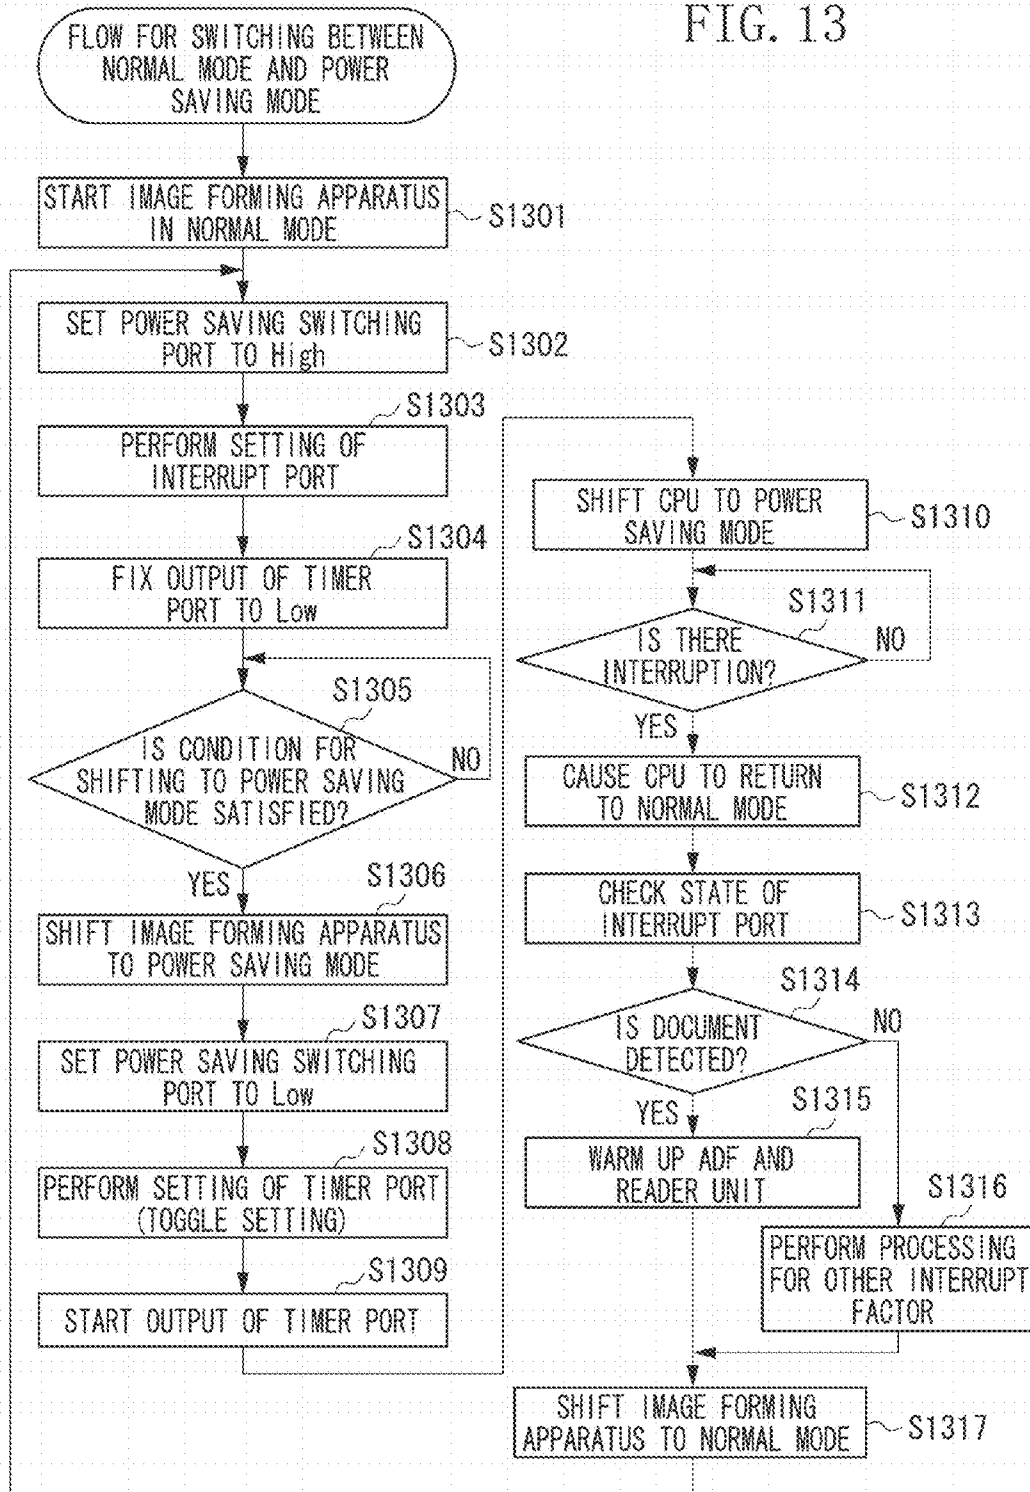 FIG. 13
FLOW FOR SWITCHING BETWEEN
NORMAL MODE AND POWER
SAVING MODE
START IMAGE FORMING APPARATUS
IN NORMAL MODE
S1301
SET POWER SAVING SWITCHING
PORT TO High
S1302
S1303
PERFORM SETTING OF
INTERRUPT PORT
S1304
FIX OUTPUT OF TIMER
PORT TO Low
S1305
IS CONDITION FOR
SHIFTING TO POWER SAVING
MODE SATISFIED?
NO
YES
S1306
SHIFT IMAGE FORMING APPARATUS
TO POWER SAVING MODE
S1307
SET POWER SAVING SWITCHING
PORT TO Low
S1308
PERFORM SETTING OF TIMER PORT
(TOGGLE SETTING)
S1309
START OUTPUT OF TIMER PORT
SHIFT CPU TO POWER
SAVING MODE
S1310
S1311
IS THERE
INTERRUPTION?
NO
YES
CAUSE CPU TO RETURN
TO NORMAL MODE
S1312
CHECK STATE OF
INTERRUPT PORT
S1313
S1314
IS DOCUMENT
DETECTED?
NO
YES
S1315
WARM UP ADF AND
READER UNIT
S1316
PERFORM PROCESSING
FOR OTHER INTERRUPT
FACTOR
SHIFT IMAGE FORMING
APPARATUS TO NORMAL MODE
S1317